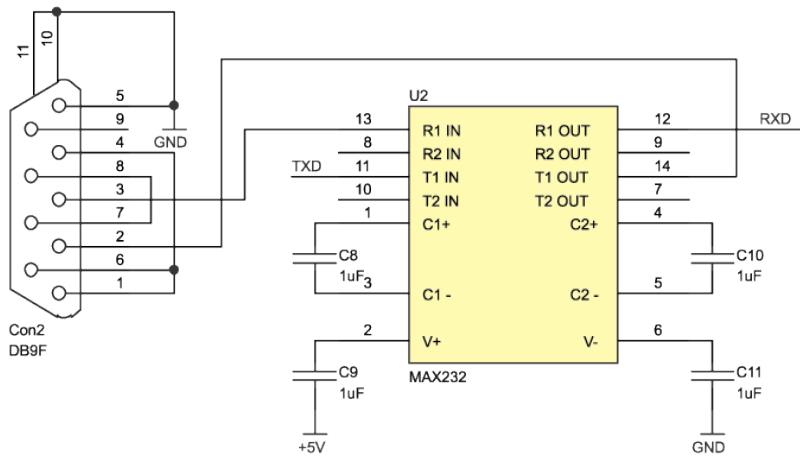 11
10
5
9
GND
4
8
3
7
2
6
1
Con2
DB9F
U2
13 R1 IN R1 OUT 12 RXD
8 R2 IN R2 OUT 9
TXD 11 T1 IN T1 OUT 14
10 T2 IN T2 OUT 7
1 C1+ C2+ 4
C8 C10
1uF 1uF
3 C1 - C2 - 5
2 V+ V- 6
MAX232
C9 C11
1uF 1uF
+5V GND